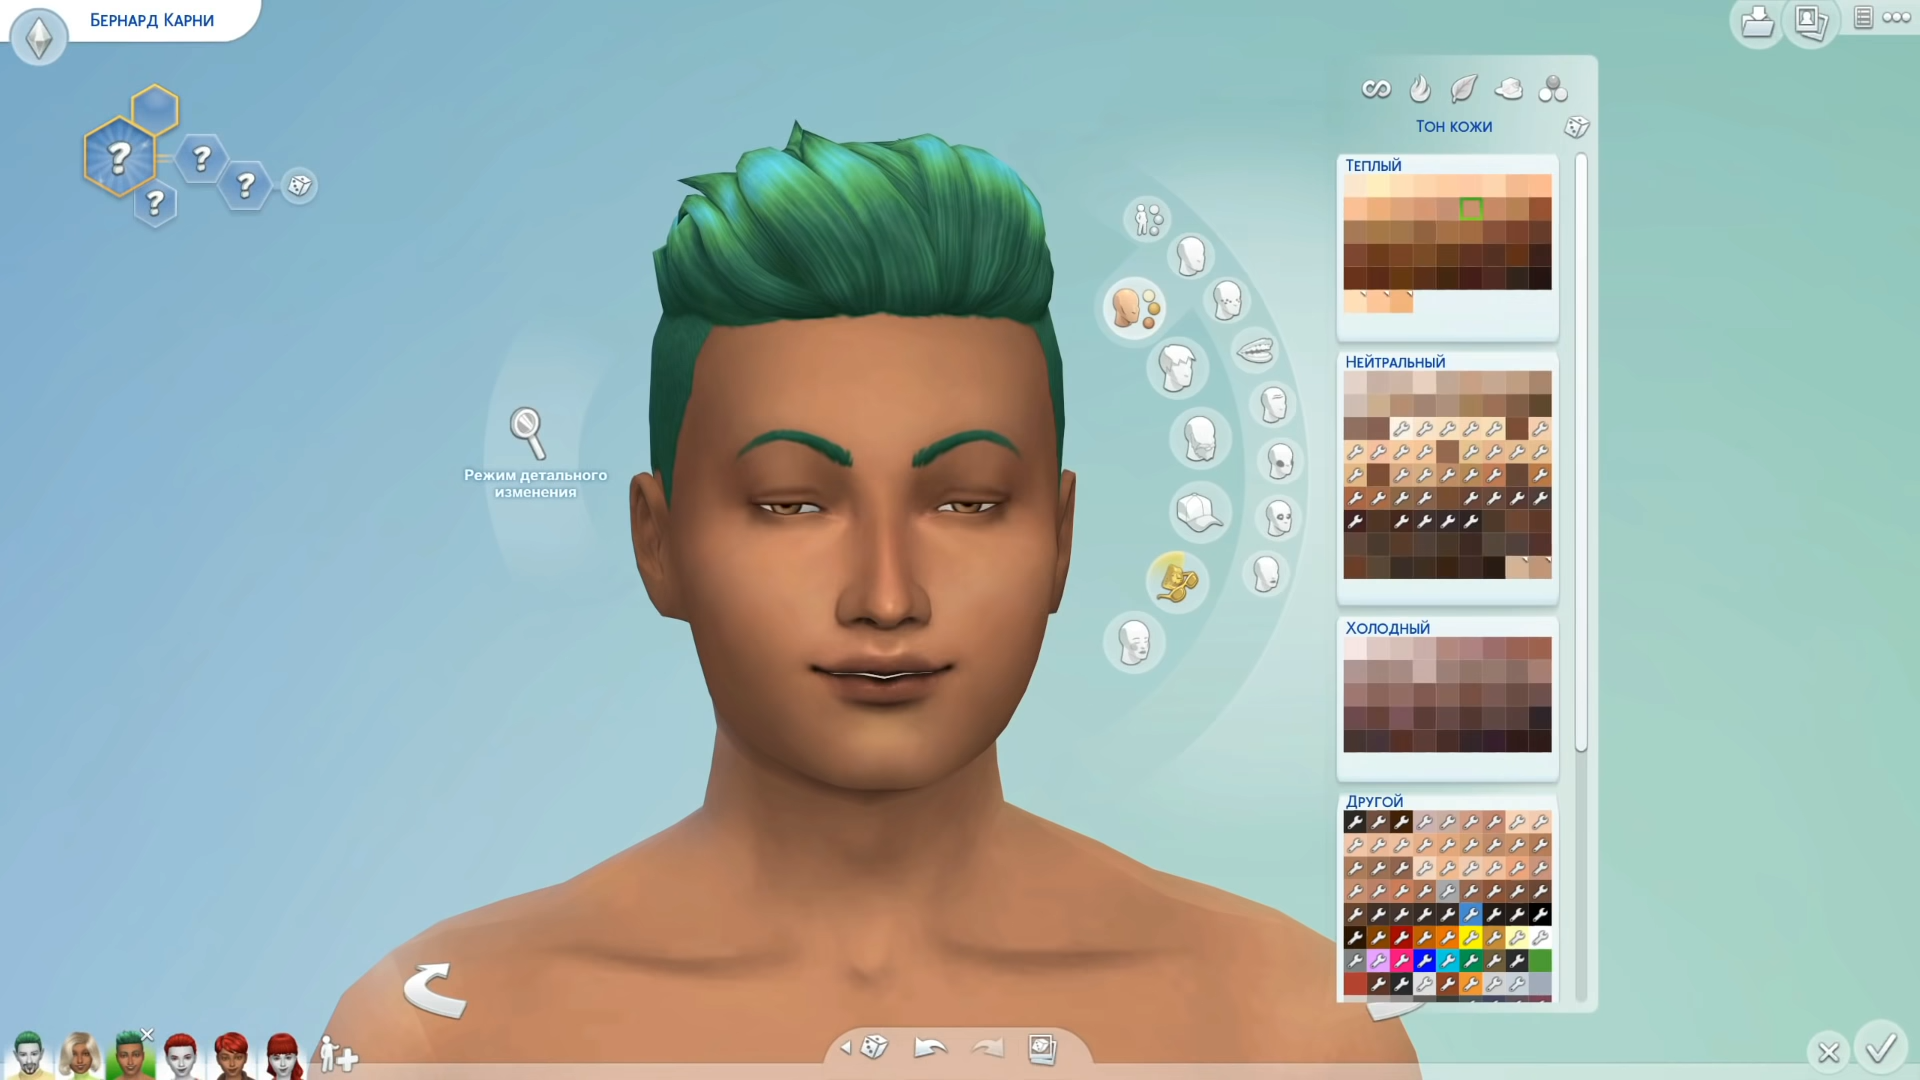 Бернард Карни
Тон кожи
Теплый
Нейтральный
Режим детального
изменения
Холодный
Другой